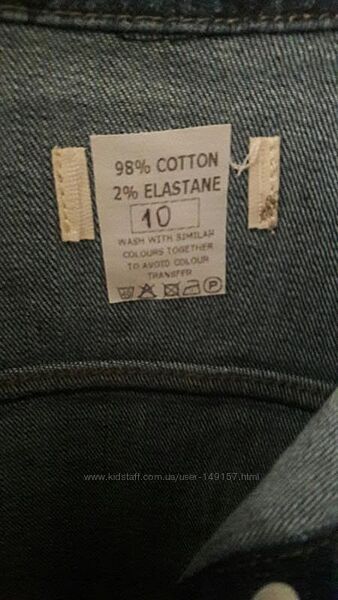 98% COTTON
2% ELASTANE
10
WASH WITH SIMILAR
COLOURS TOGETHER
TO AVOID COLOUR
TRANSFER
P
www.kidstaff.com.ua/user-149157.html